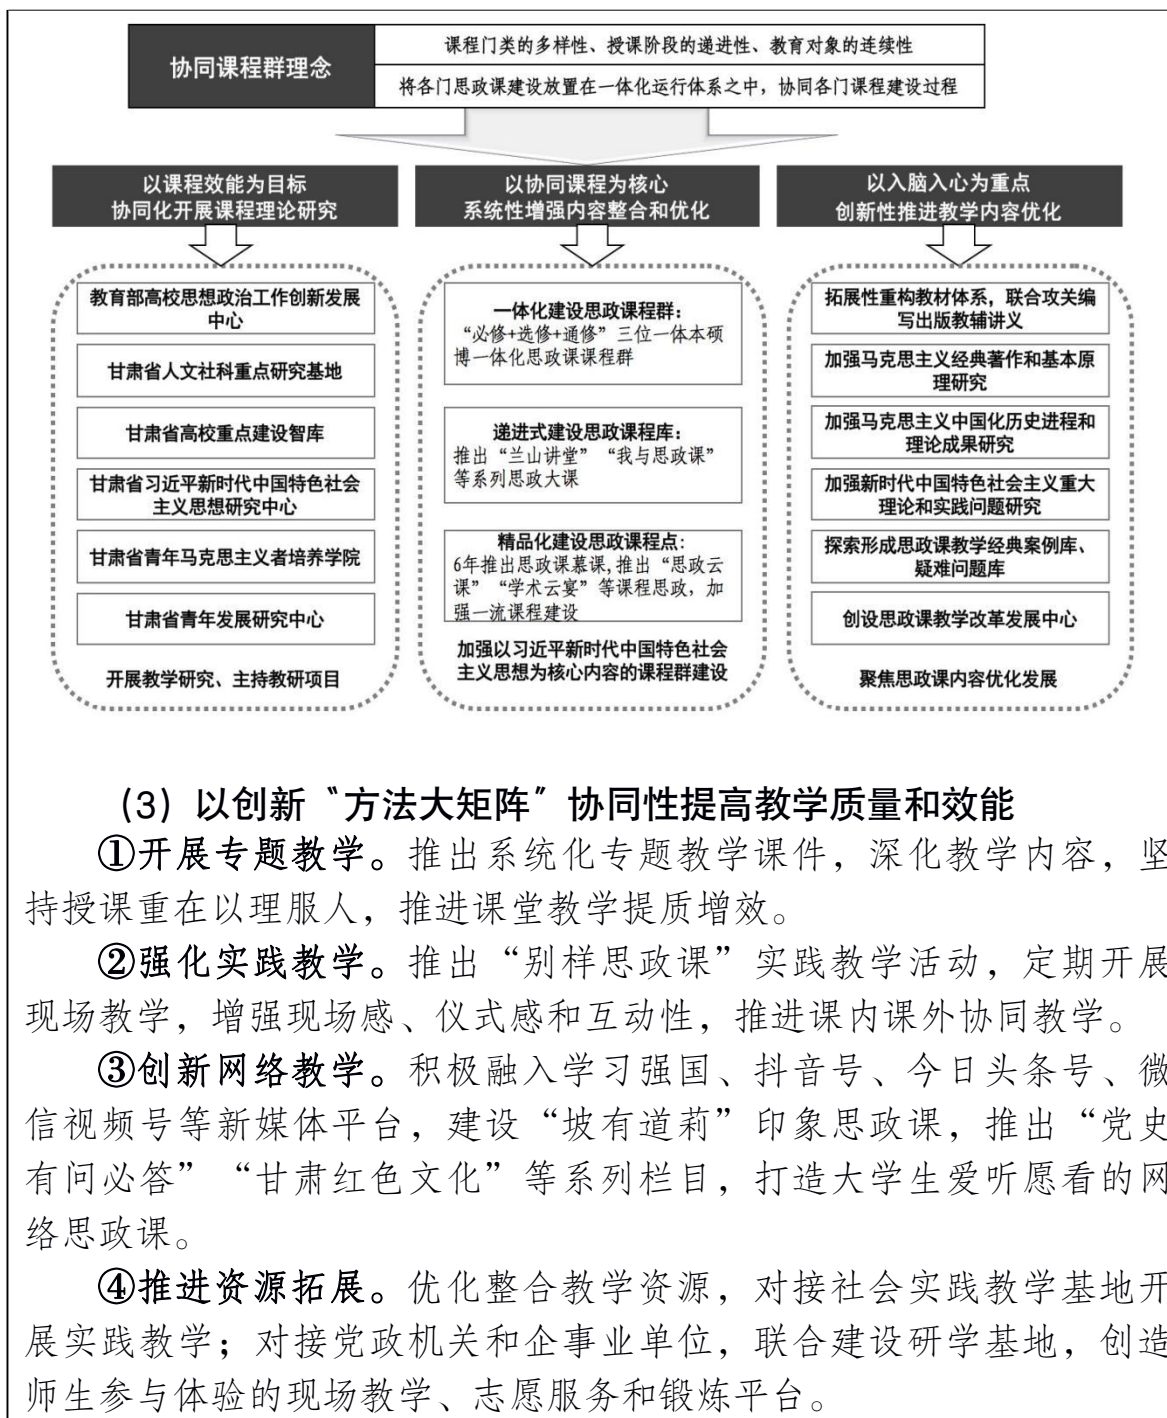 协同课程群理念
课程门类的多样性、授课阶段的递进性、教育对象的连续性
将各门思政课建设放置在一体化运行体系之中，协同各门课程建设过程
以课程效能为目标
协同化开展课程理论研究
教育部高校思想政治工作创新发展
中心
甘肃省人文社科重点研究基地
甘肃省高校重点建设智库
甘肃省习近平新时代中国特色社会
主义思想研究中心
甘肃省青年马克思主义者培养学院
甘肃省青年发展研究中心
开展教学研究、主持教研项目
以协同课程为核心
系统性增强内容整合和优化
一体化建设思政课程群：
“必修+选修+通修”三位一体本硕
博一体化思政课课程群
递进式建设思政课程库：
推出“兰山讲堂”“我与思政课”
等系列思政大课
精品化建设思政课程点：
6年推出思政课慕课,推出“思政云
课”“学术云宴”等课程思政，加
强一流课程建设
加强以习近平新时代中国特色社会
主义思想为核心内容的课程群建设
以入脑入心为重点
创新性推进教学内容优化
拓展性重构教材体系，联合攻关编
写出版教辅讲义
加强马克思主义经典著作和基本原
理研究
加强马克思主义中国化历史进程和
理论成果研究
加强新时代中国特色社会主义重大
理论和实践问题研究
探索形成思政课教学经典案例库、
疑难问题库
创设思政课教学改革发展中心
聚焦思政课内容优化发展
（3）以创新“方法大矩阵”协同性提高教学质量和效能
①开展专题教学。推出系统化专题教学课件，深化教学内容，坚
持授课重在以理服人，推进课堂教学提质增效。
②强化实践教学。推出“别样思政课”实践教学活动，定期开展
现场教学，增强现场感、仪式感和互动性，推进课内课外协同教学。
③创新网络教学。积极融入学习强国、抖音号、今日头条号、微
信视频号等新媒体平台，建设“坡有道莉”印象思政课，推出“党史
有问必答”“甘肃红色文化”等系列栏目，打造大学生爱听愿看的网
络思政课。
④推进资源拓展。优化整合教学资源，对接社会实践教学基地开
展实践教学；对接党政机关和企事业单位，联合建设研学基地，创造
师生参与体验的现场教学、志愿服务和锻炼平台。